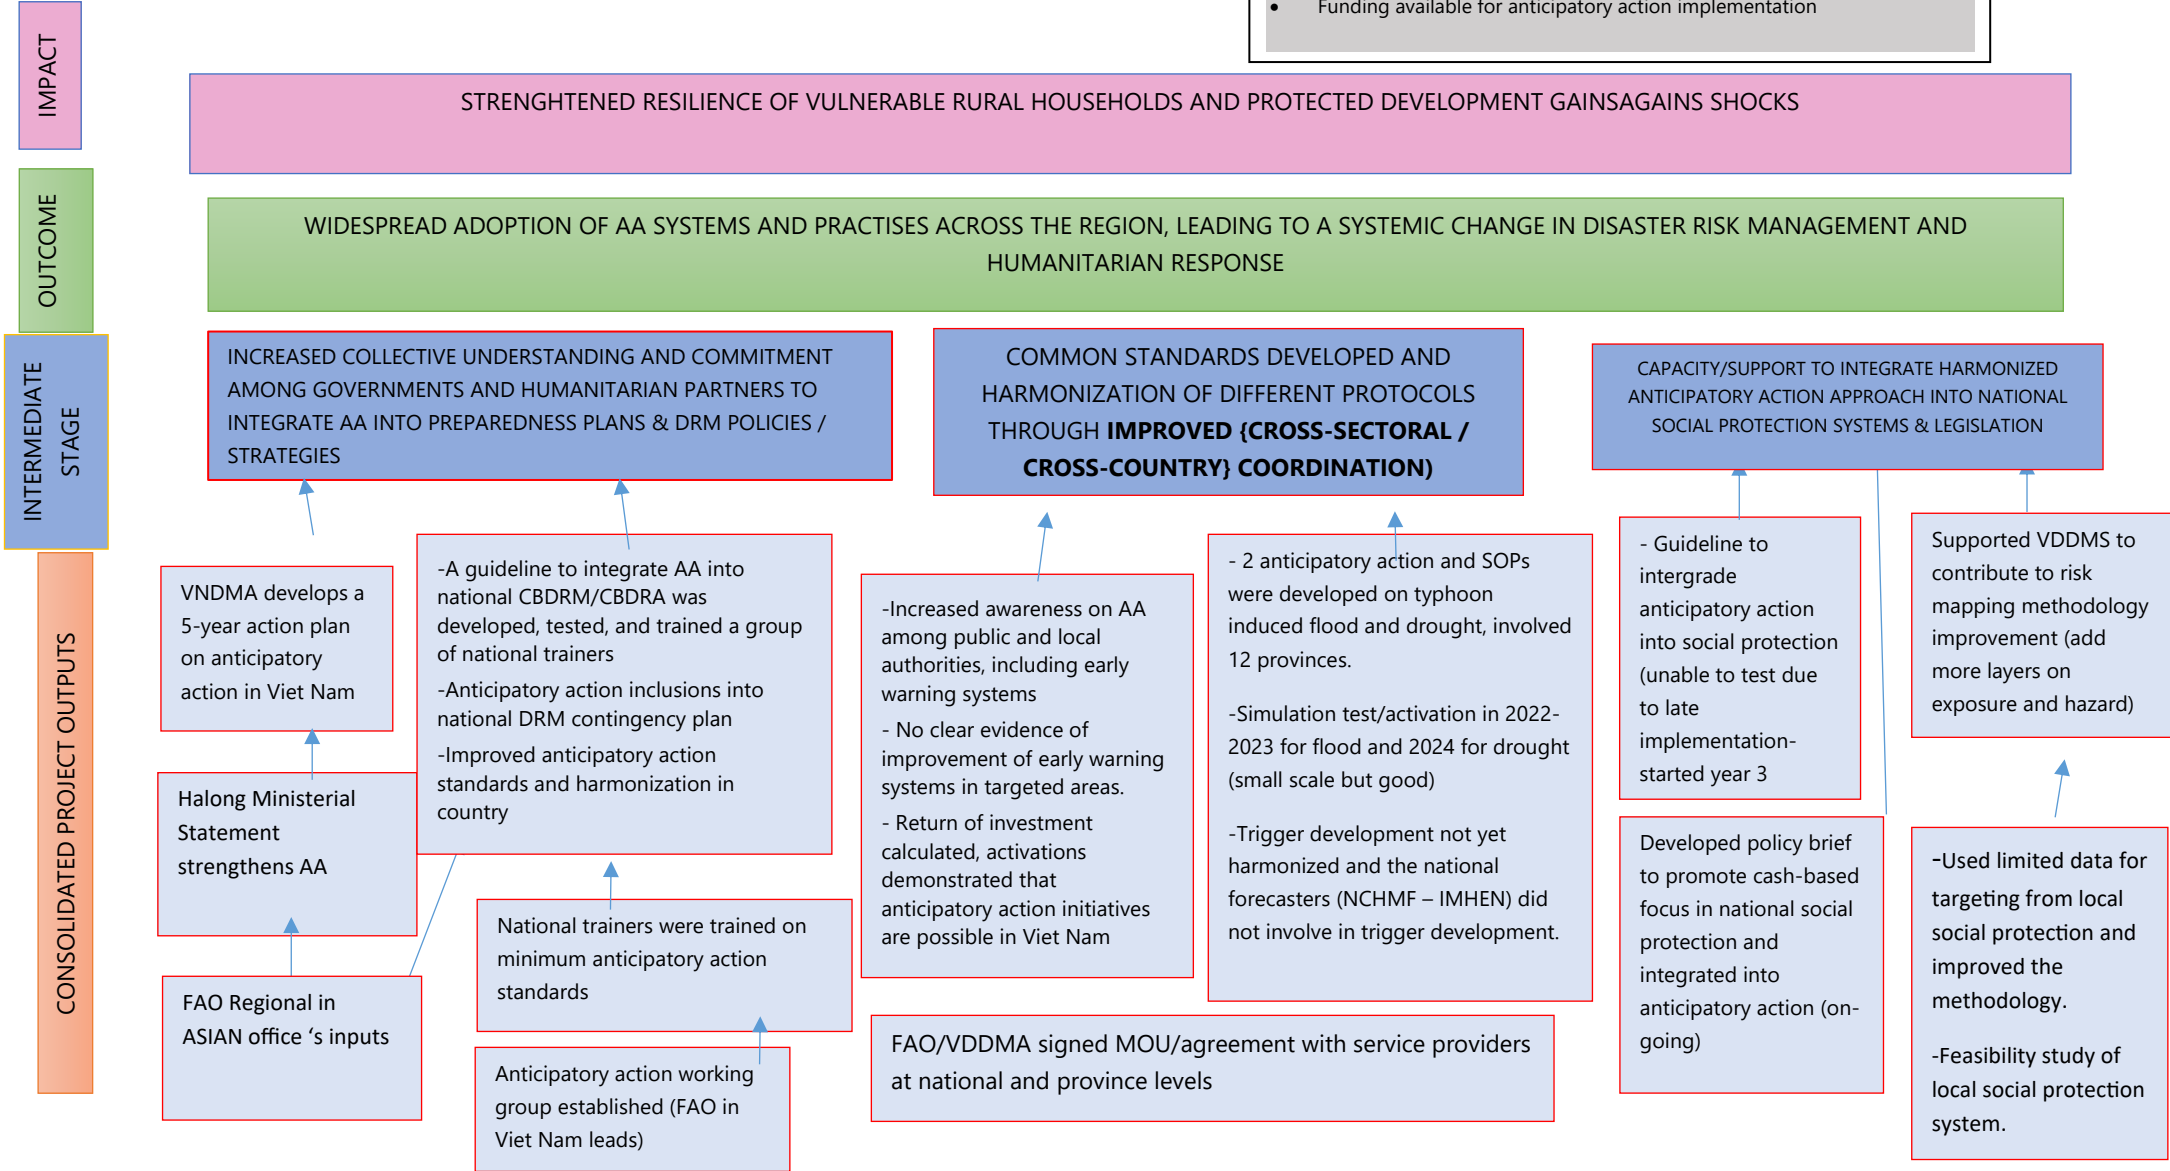 • Funding available for anticipatory action implementation
IMPACT
STRENGHTENED RESILIENCE OF VULNERABLE RURAL HOUSEHOLDS AND PROTECTED DEVELOPMENT GAINSAGAINS SHOCKS
OUTCOME
WIDESPREAD ADOPTION OF AA SYSTEMS AND PRACTISES ACROSS THE REGION, LEADING TO A SYSTEMIC CHANGE IN DISASTER RISK MANAGEMENT AND
HUMANITARIAN RESPONSE
INTERMEDIATE
STAGE
INCREASED COLLECTIVE UNDERSTANDING AND COMMITMENT
AMONG GOVERNMENTS AND HUMANITARIAN PARTNERS TO
INTEGRATE AA INTO PREPAREDNESS PLANS & DRM POLICIES /
STRATEGIES
COMMON STANDARDS DEVELOPED AND
HARMONIZATION OF DIFFERENT PROTOCOLS
THROUGH IMPROVED {CROSS-SECTORAL /
CROSS-COUNTRY} COORDINATION)
CAPACITY/SUPPORT TO INTEGRATE HARMONIZED
ANTICIPATORY ACTION APPROACH INTO NATIONAL
SOCIAL PROTECTION SYSTEMS & LEGISLATION
CONSOLIDATED PROJECT OUTPUTS
VNDMA develops a
5-year action plan
on anticipatory
action in Viet Nam
Halong Ministerial
Statement
strengthens AA
FAO Regional in
ASIAN office ‘s inputs
-A guideline to integrate AA into
national CBDRM/CBDRA was
developed, tested, and trained a group
of national trainers
-Anticipatory action inclusions into
national DRM contingency plan
-Improved anticipatory action
standards and harmonization in
country
National trainers were trained on
minimum anticipatory action
standards
Anticipatory action working
group established (FAO in
Viet Nam leads)
-Increased awareness on AA
among public and local
authorities, including early
warning systems
- No clear evidence of
improvement of early warning
systems in targeted areas.
- Return of investment
calculated, activations
demonstrated that
anticipatory action initiatives
are possible in Viet Nam
- 2 anticipatory action and SOPs
were developed on typhoon
induced flood and drought, involved
12 provinces.
-Simulation test/activation in 2022-
2023 for flood and 2024 for drought
(small scale but good)
-Trigger development not yet
harmonized and the national
forecasters (NCHMF – IMHEN) did
not involve in trigger development.
FAO/VDDMA signed MOU/agreement with service providers
at national and province levels
- Guideline to
intergrade
anticipatory action
into social protection
(unable to test due
to late
implementation-
started year 3
Developed policy brief
to promote cash-based
focus in national social
protection and
integrated into
anticipatory action (on-
going)
Supported VDDMS to
contribute to risk
mapping methodology
improvement (add
more layers on
exposure and hazard)
-Used limited data for
targeting from local
social protection and
improved the
methodology.
-Feasibility study of
local social protection
system.